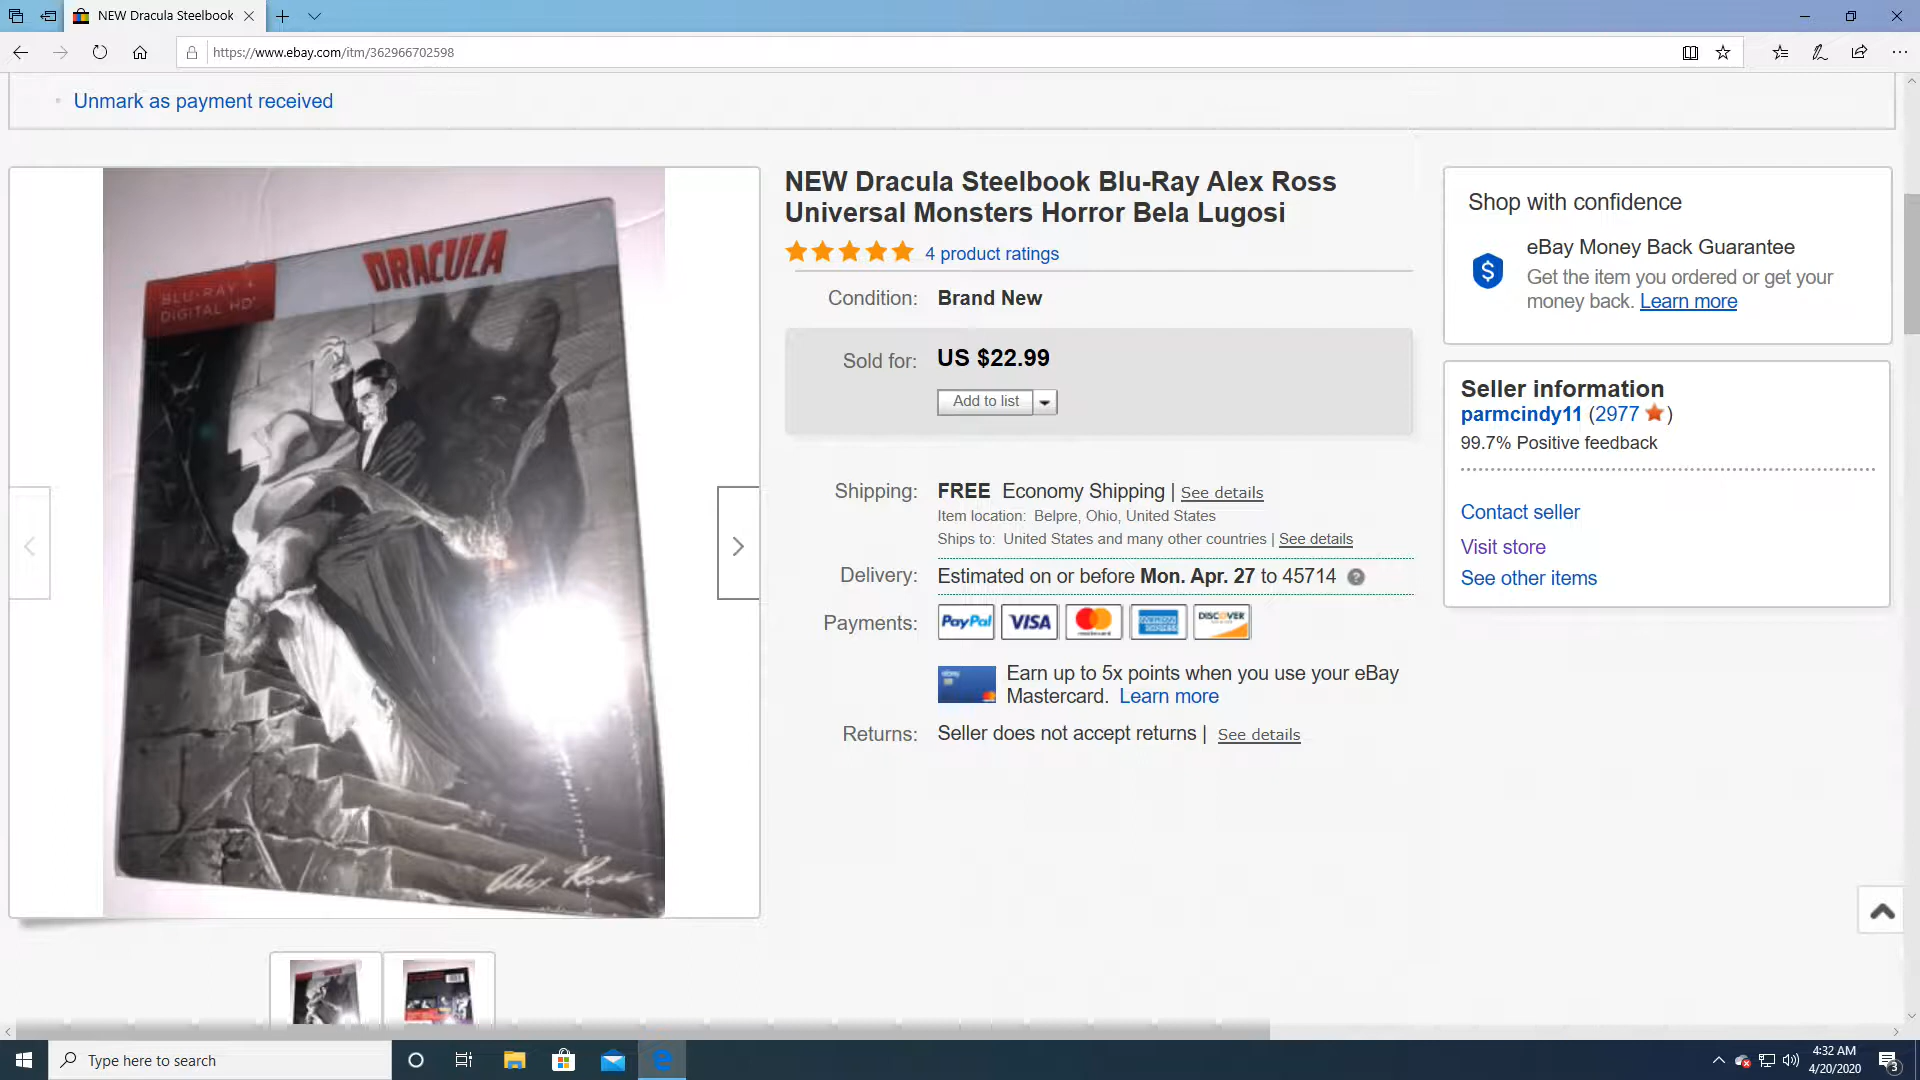 NEW Dracula Steelbook
https://www.ebay.com/itm/362966702598
Unmark as payment received
BLU-RAY +
DIGITAL HD
DRACULA
Alex Ross
NEW Dracula Steelbook Blu-Ray Alex Ross
Universal Monsters Horror Bela Lugosi
4 product ratings
Condition: Brand New
Sold for: US $22.99
Add to list
Shipping: FREE Economy Shipping | See details
Item location: Belpre, Ohio, United States
Ships to: United States and many other countries | See details
Delivery: Estimated on or before Mon. Apr. 27 to 45714 ?
Payments: PayPal VISA mastercard AMERICAN EXPRESS DISCOVER
ebay
Earn up to 5x points when you use your eBay
Mastercard. Learn more
Returns: Seller does not accept returns | See details
Shop with confidence
$
eBay Money Back Guarantee
Get the item you ordered or get your
money back. Learn more
Seller information
parmcindy11 (2977 )
99.7% Positive feedback
Contact seller
Visit store
See other items
Type here to search
4:32 AM
4/20/2020
3